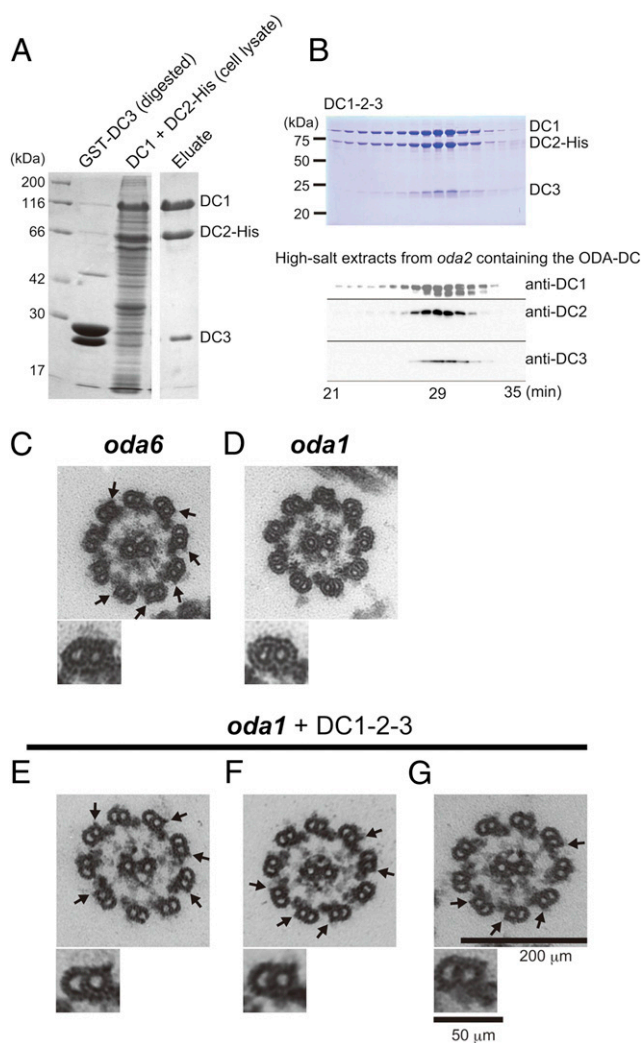 A
B
GST-DC3 (digested)
DC1 + DC2-His (cell lysate)
Eluate
(kDa)
200
116
66
42
30
17
DC1
DC2-His
DC3
DC1-2-3
(kDa)
75
50
25
20
DC1
DC2-His
DC3
High-salt extracts from oda2 containing the ODA-DC
anti-DC1
anti-DC2
anti-DC3
21 29 35 (min)
C oda6 D oda1
oda1 + DC1-2-3
E F G
200 μm
50 μm